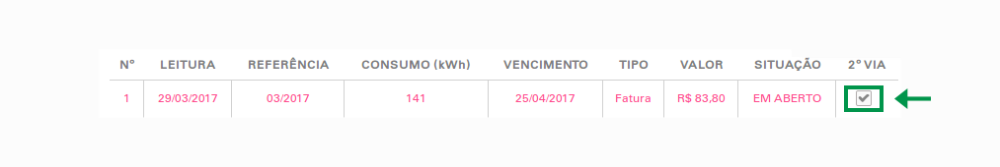 Nº LEITURA REFERÊNCIA CONSUMO (kWh) VENCIMENTO TIPO VALOR SITUAÇÃO 2º VIA
1 29/03/2017 03/2017 141 25/04/2017 Fatura R$ 83,80 EM ABERTO